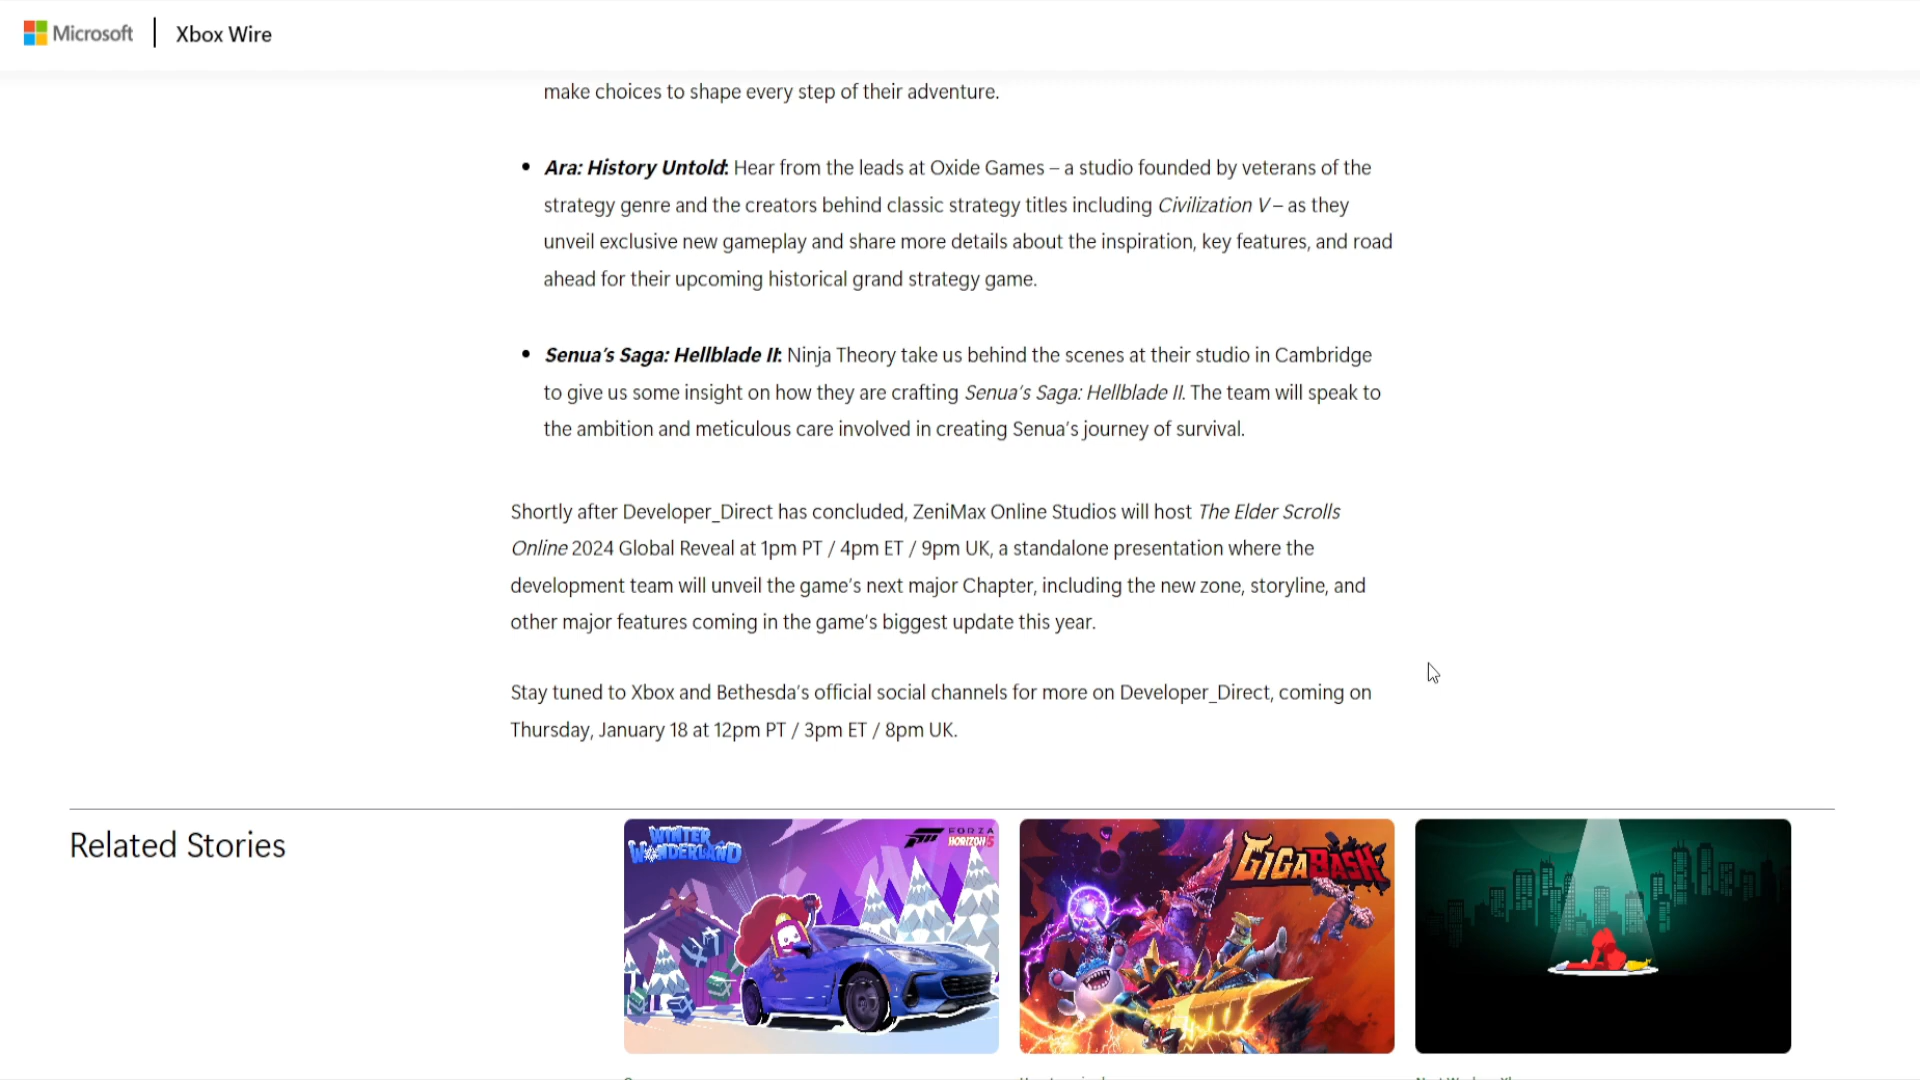 Microsoft | Xbox Wire
make choices to shape every step of their adventure.
• Ara: History Untold: Hear from the leads at Oxide Games – a studio founded by veterans of the
strategy genre and the creators behind classic strategy titles including Civilization V – as they
unveil exclusive new gameplay and share more details about the inspiration, key features, and road
ahead for their upcoming historical grand strategy game.
• Senua’s Saga: Hellblade II: Ninja Theory take us behind the scenes at their studio in Cambridge
to give us some insight on how they are crafting Senua’s Saga: Hellblade II. The team will speak to
the ambition and meticulous care involved in creating Senua’s journey of survival.
Shortly after Developer_Direct has concluded, ZeniMax Online Studios will host The Elder Scrolls
Online 2024 Global Reveal at 1pm PT / 4pm ET / 9pm UK, a standalone presentation where the
development team will unveil the game’s next major Chapter, including the new zone, storyline, and
other major features coming in the game’s biggest update this year.
Stay tuned to Xbox and Bethesda’s official social channels for more on Developer_Direct, coming on
Thursday, January 18 at 12pm PT / 3pm ET / 8pm UK.
Related Stories
WINTER
WONDERLAND
FORZA
HORIZON 5
GIGABASH